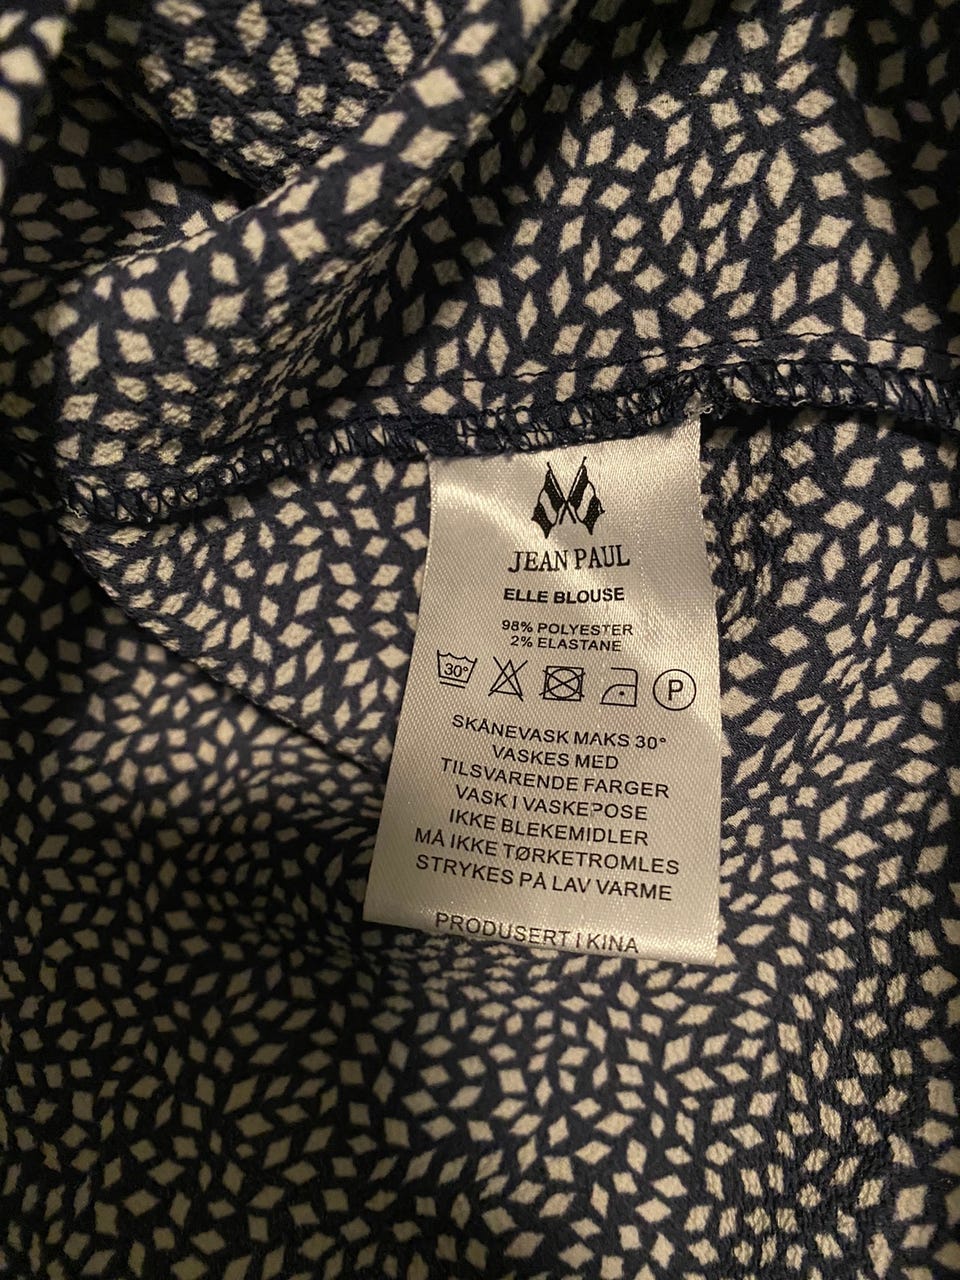 JEAN PAUL
ELLE BLOUSE
98% POLYESTER
2% ELASTANE
30° P
SKÅNEVASK MAKS 30°
VASKES MED
TILSVARENDE FARGER
VASK I VASKEPOSE
IKKE BLEKEMIDLER
MÅ IKKE TØRKETROMLES
STRYKES PÅ LAV VARME
PRODUSERT I KINA